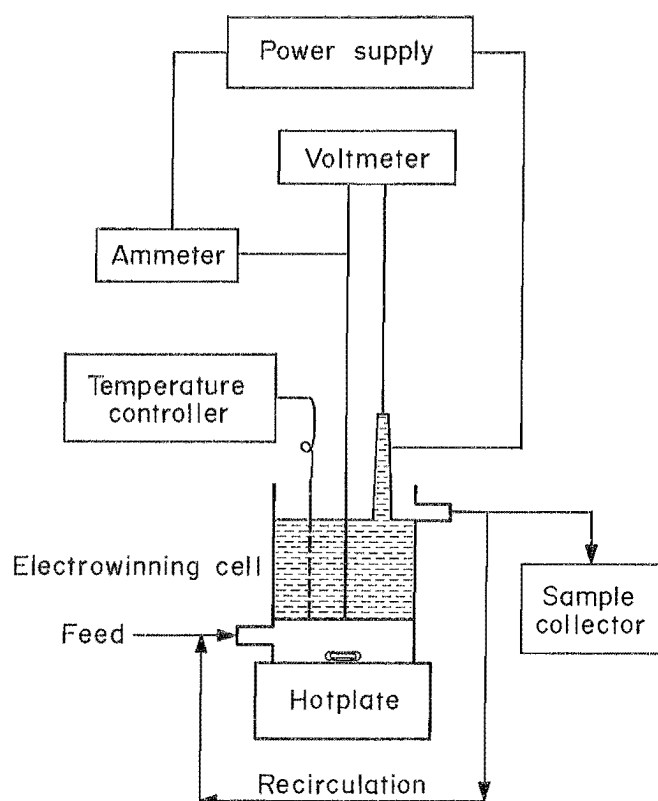 Power supply
Voltmeter
Ammeter
Temperature
controller
Electrowinning cell
Feed
Sample
collector
Hotplate
Recirculation